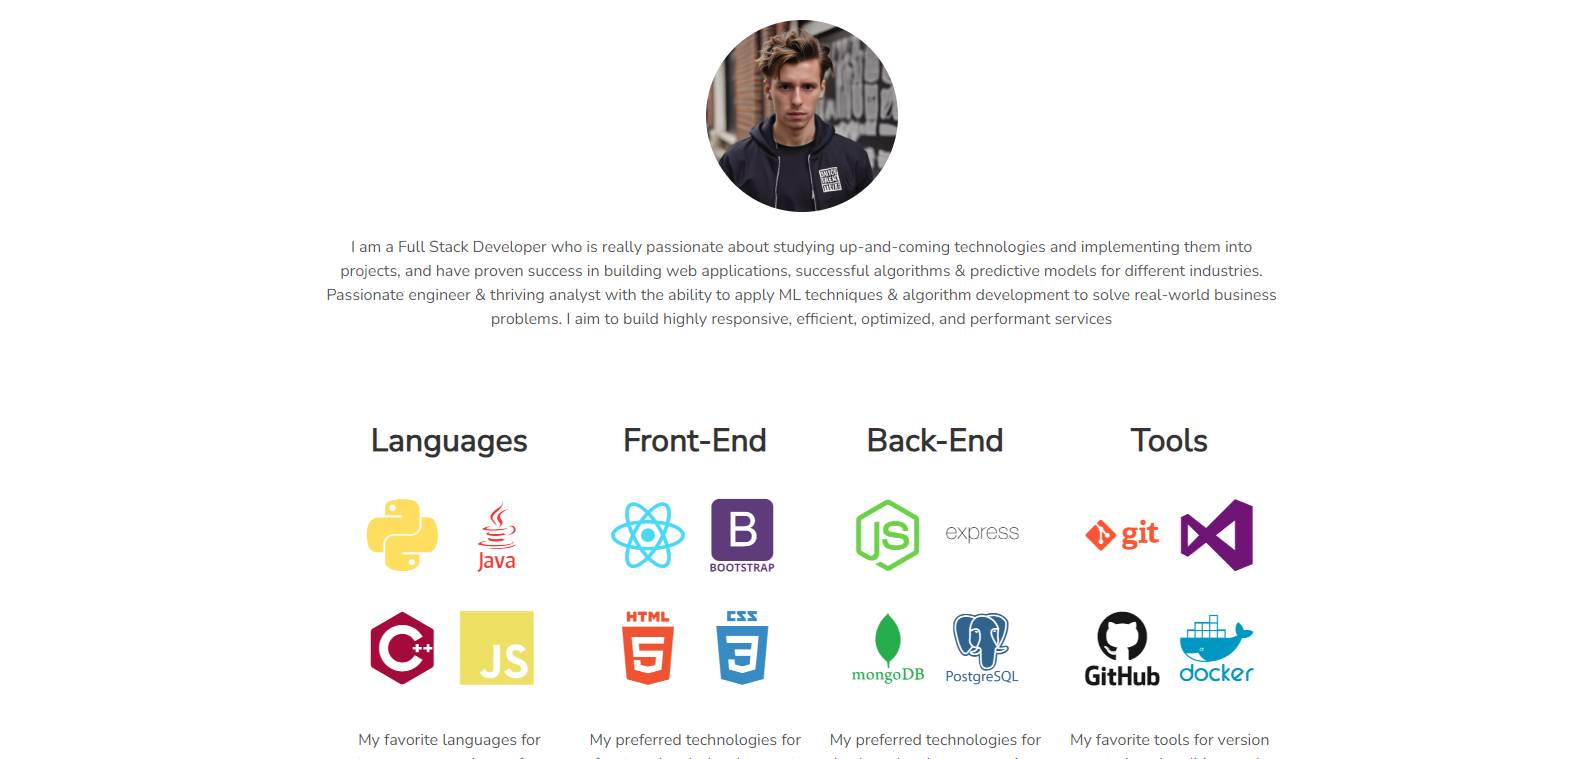 I am a Full Stack Developer who is really passionate about studying up-and-coming technologies and implementing them into
projects, and have proven success in building web applications, successful algorithms & predictive models for different industries.
Passionate engineer & thriving analyst with the ability to apply ML techniques & algorithm development to solve real-world business
problems. I aim to build highly responsive, efficient, optimized, and performant services
Languages
Front-End
Back-End
Tools
Java
B
BOOTSTRAP
JS
express
git
C++
JS
HTML
5
CSS
3
mongoDB
PostgreSQL
GitHub
docker
My favorite languages for
My preferred technologies for
My preferred technologies for
My favorite tools for version